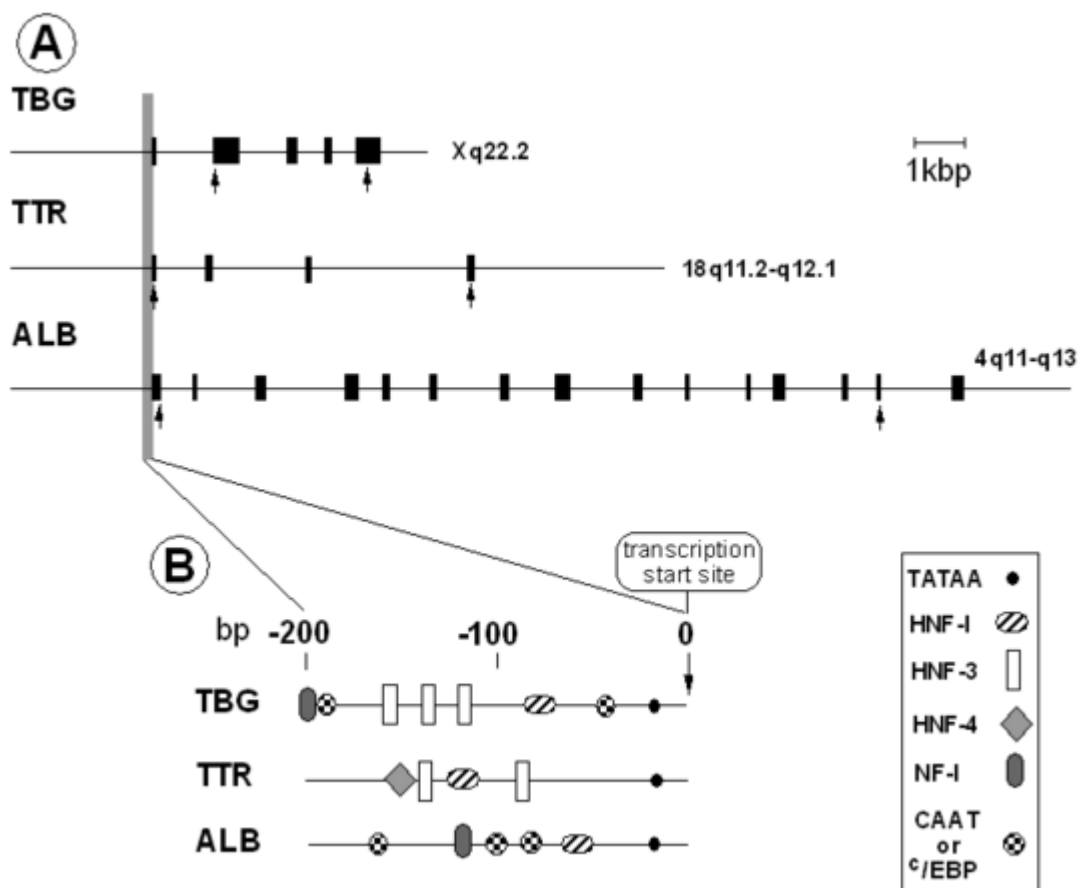 A
TBG
Xq22.2
1kbp
TTR
18q11.2-q12.1
ALB
4q11-q13
B
transcription
start site
bp -200 -100 0
TBG
TTR
ALB
TATAA
HNF-I
HNF-3
HNF-4
NF-I
CAAT
or
c/EBP